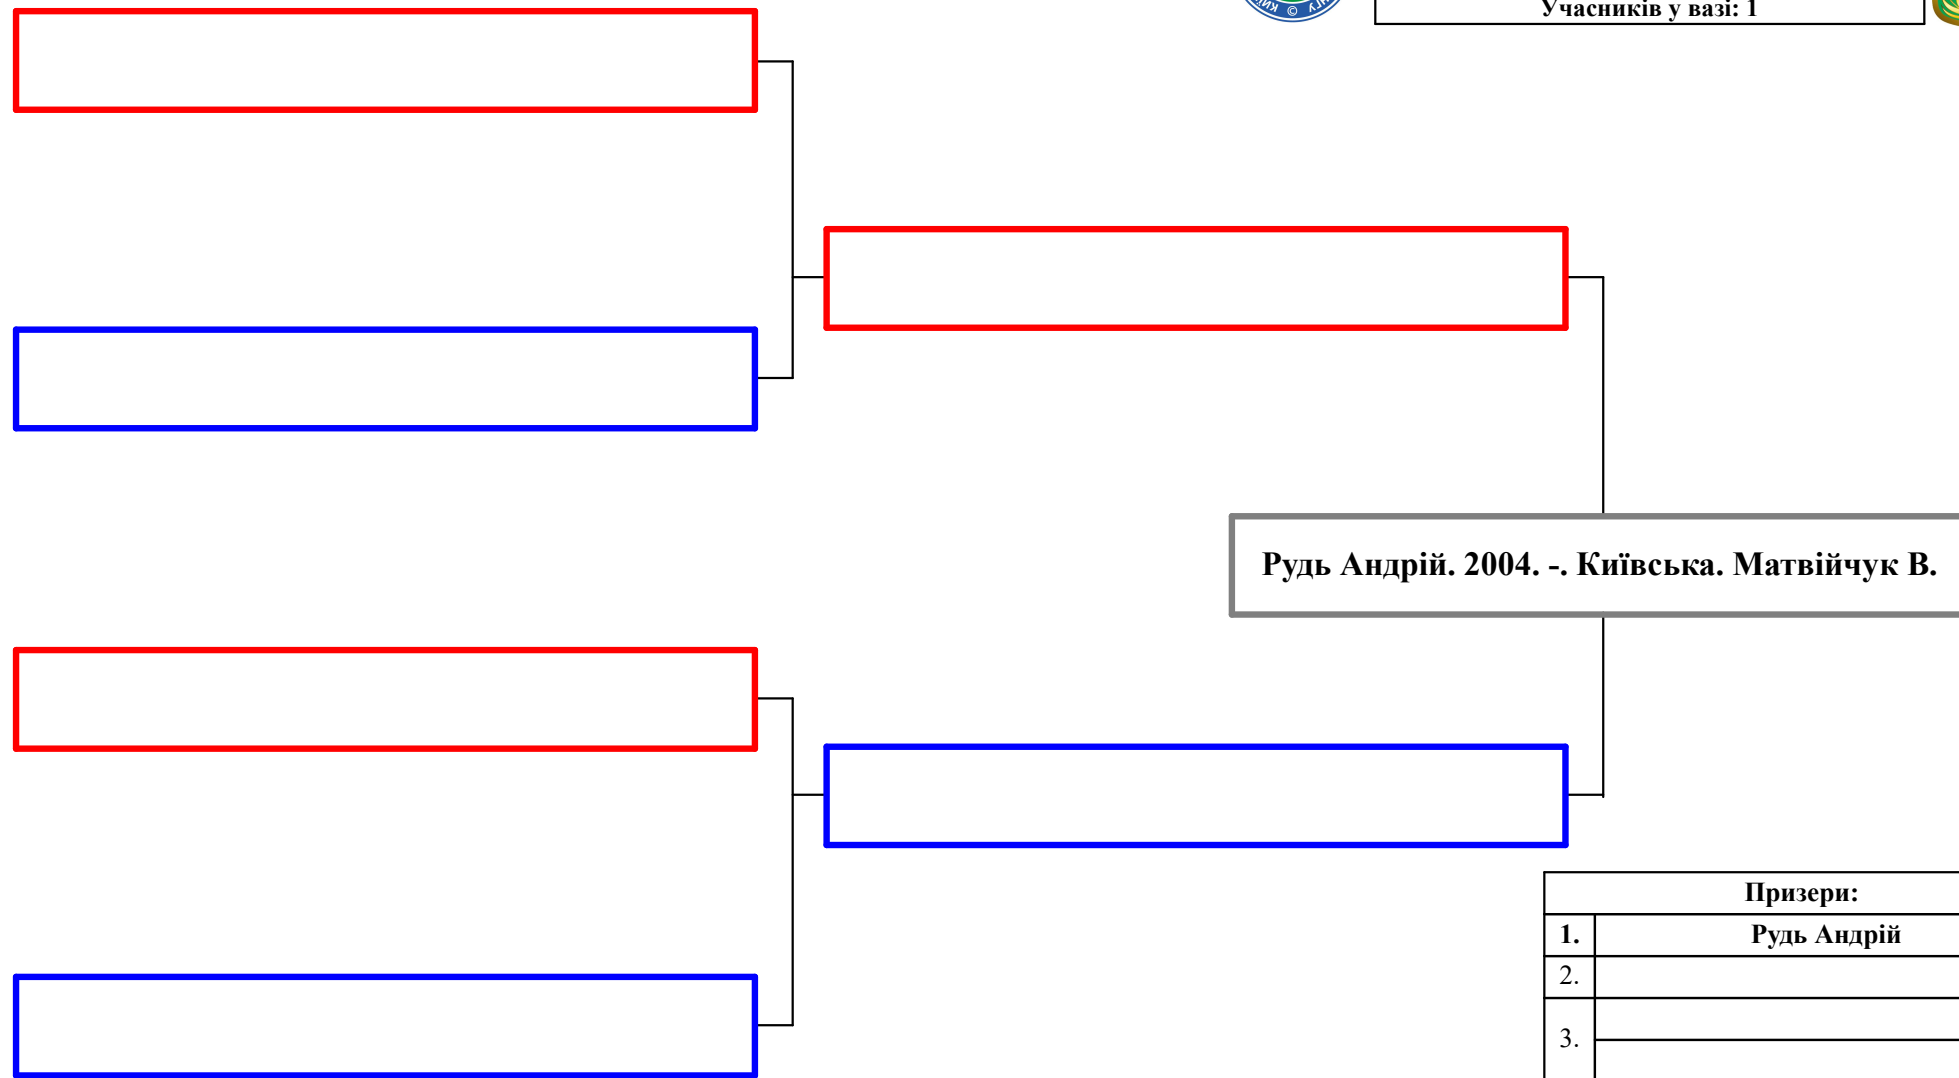 Учасників у вазі: 1
Рудь Андрій. 2004. -. Київська. Матвійчук В.
Призери:
1. Рудь Андрій
2.
3.